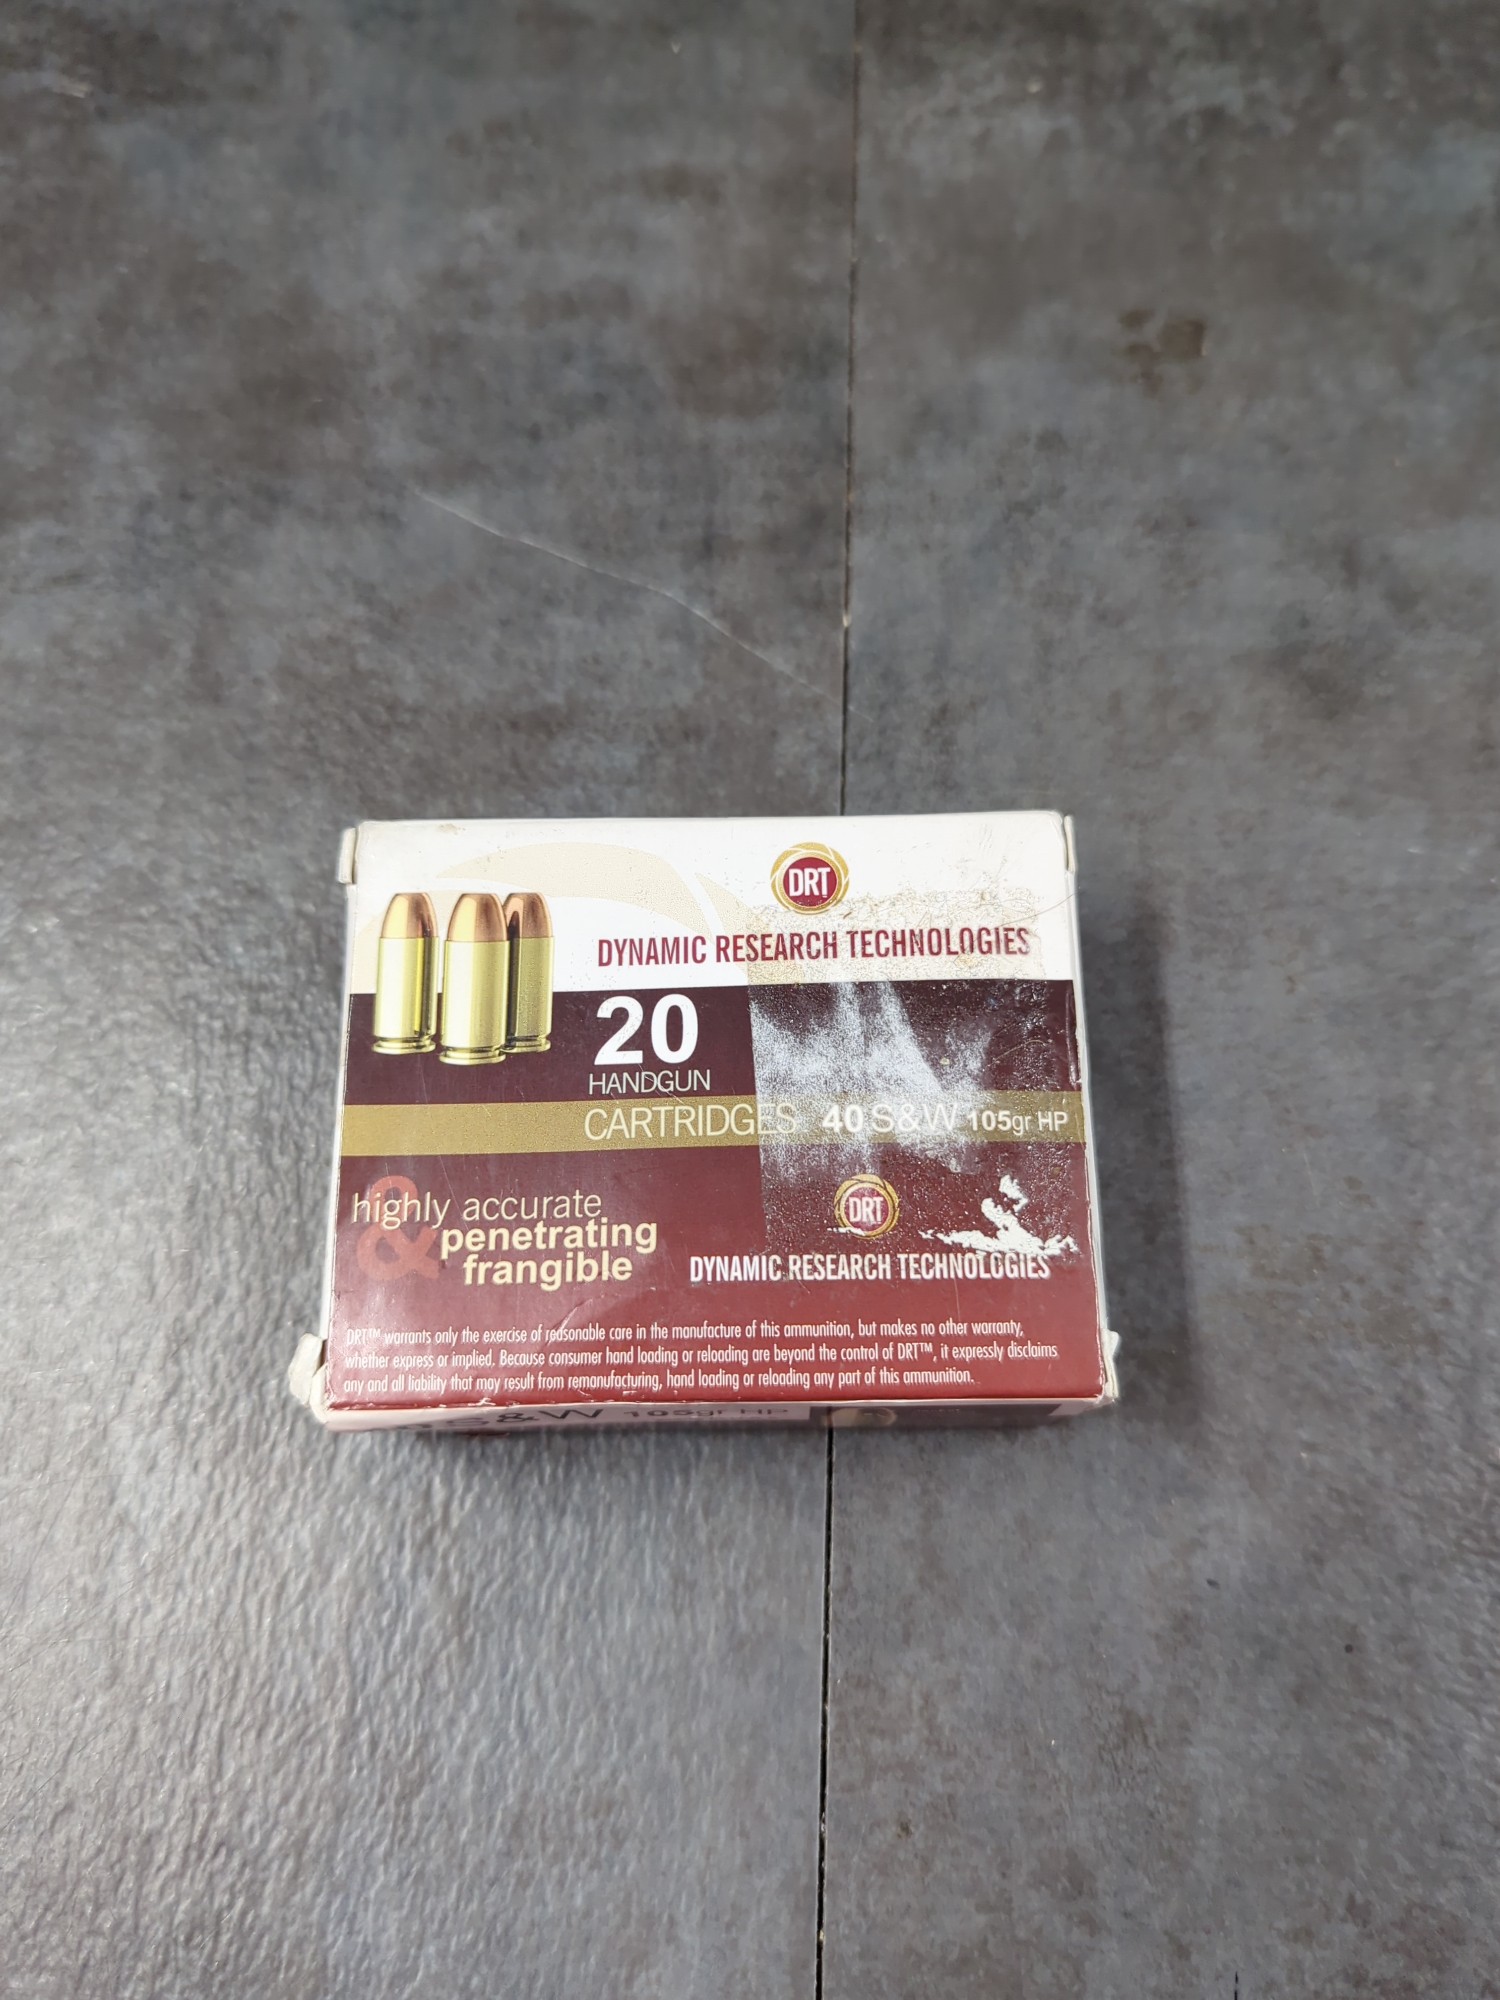 DRT
DYNAMIC RESEARCH TECHNOLOGIES
20
HANDGUN
CARTRIDGES 40 S&W 105gr HP
highly accurate
& penetrating
frangible
DRT
DYNAMIC RESEARCH TECHNOLOGIES
DRT™ warrants only the exercise of reasonable care in the manufacture of this ammunition, but makes no other warranty,
whether express or implied. Because consumer hand loading or reloading are beyond the control of DRT™, it expressly disclaims
any and all liability that may result from remanufacturing, hand loading or reloading any part of this ammunition.
S&W 105gr HP